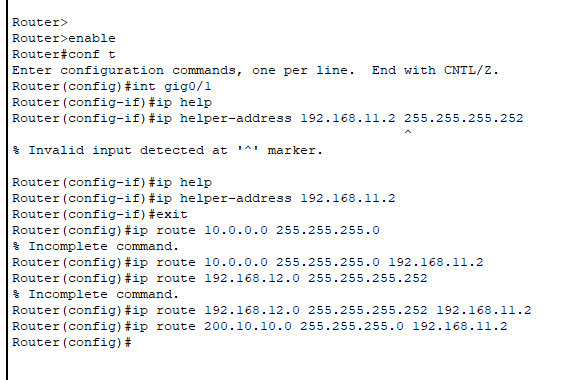 Router>
Router>enable
Router#conf t
Enter configuration commands, one per line.  End with CNTL/Z.
Router(config)#int gig0/1
Router(config-if)#ip help
Router(config-if)#ip helper-address 192.168.11.2 255.255.255.252
^
% Invalid input detected at '^' marker.
Router(config-if)#ip help
Router(config-if)#ip helper-address 192.168.11.2
Router(config-if)#exit
Router(config)#ip route 10.0.0.0 255.255.255.0
% Incomplete command.
Router(config)#ip route 10.0.0.0 255.255.255.0 192.168.11.2
Router(config)#ip route 192.168.12.0 255.255.255.252
% Incomplete command.
Router(config)#ip route 192.168.12.0 255.255.255.252 192.168.11.2
Router(config)#ip route 200.10.10.0 255.255.255.0 192.168.11.2
Router(config)#